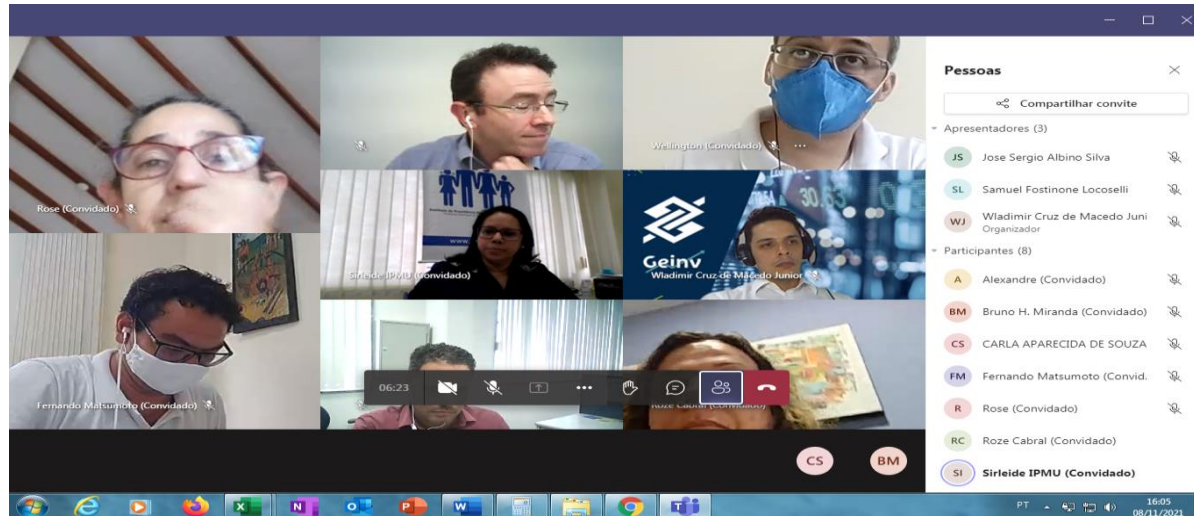 Rose (Convidado)
Wellington (Convidado)
Sirleide IPMU (Convidado)
Geinv
Wladimir Cruz de Macedo Junior
Fernando Matsumoto (Convidado)
06:23
Roze Cabral (Convidado)
CS
BM
Pessoas
Compartilhar convite
Apresentadores (3)
JS Jose Sergio Albino Silva
SL Samuel Fostinone Locoselli
WJ Wladimir Cruz de Macedo Juni
Organizador
Participantes (8)
A Alexandre (Convidado)
BM Bruno H. Miranda (Convidado)
CS CARLA APARECIDA DE SOUZA
FM Fernando Matsumoto (Convid.
R Rose (Convidado)
RC Roze Cabral (Convidado)
SI Sirleide IPMU (Convidado)
PT
16:05
08/11/2021